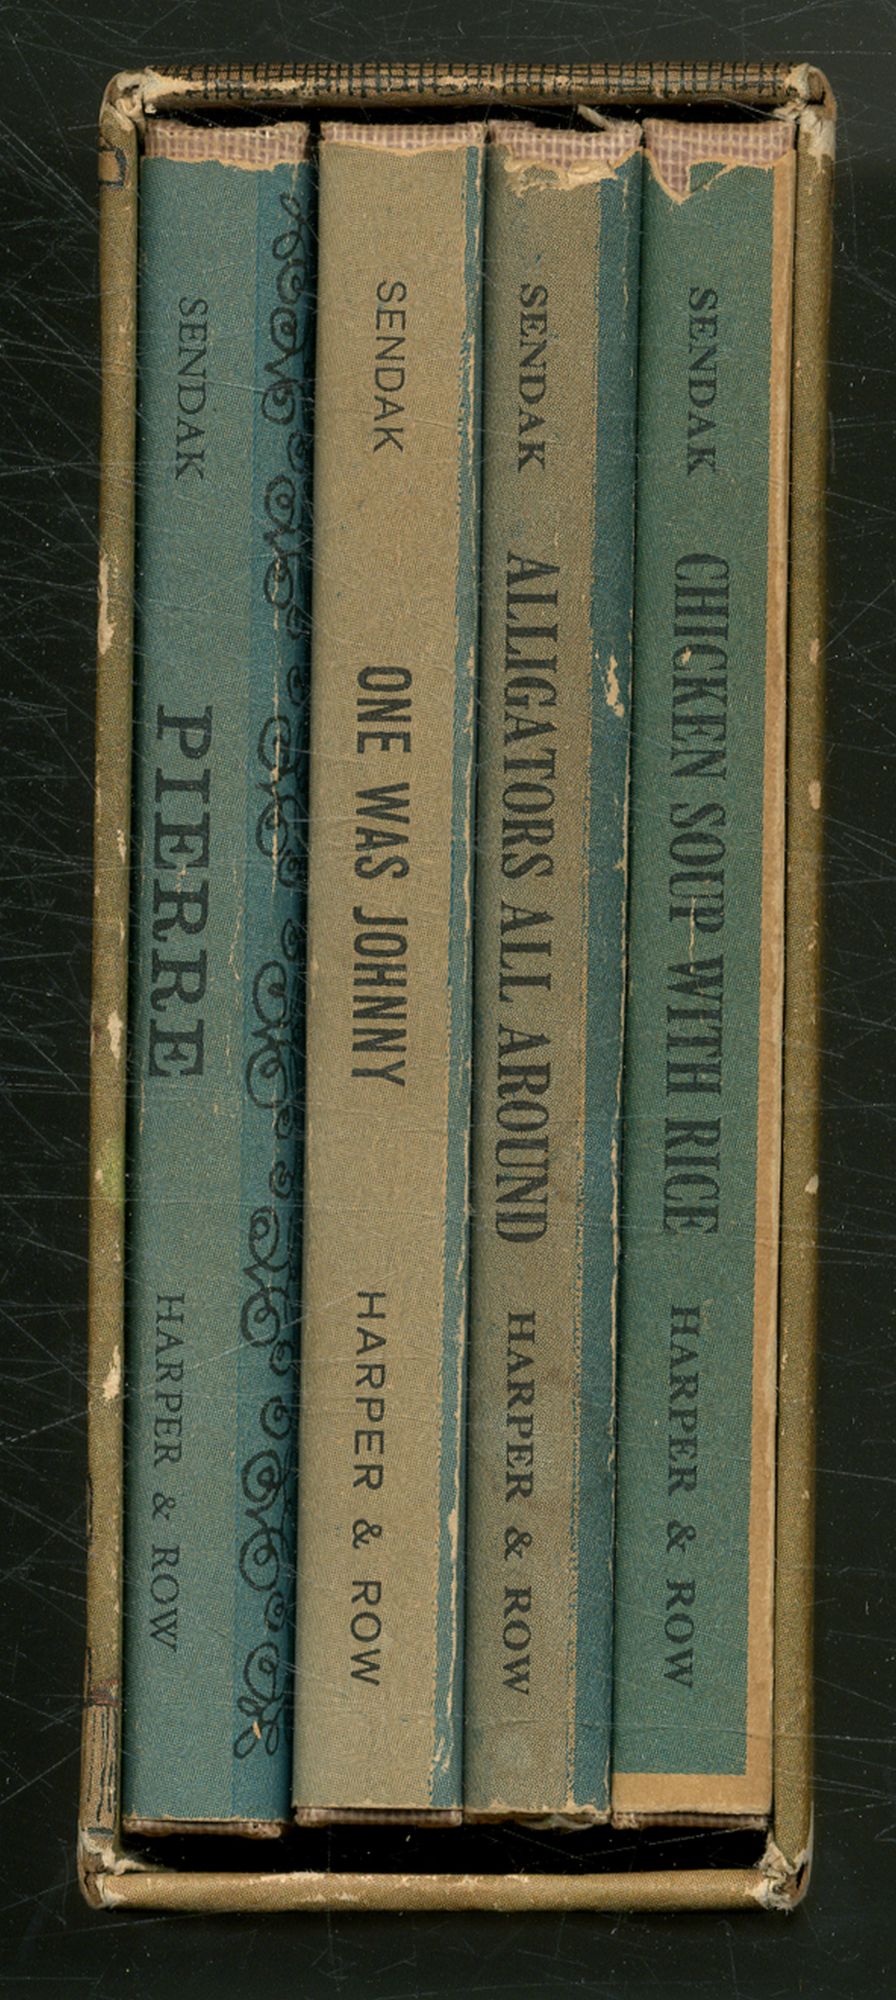 SENDAK PIERRE HARPER & ROW
SENDAK ONE WAS JOHNNY HARPER & ROW
SENDAK ALLIGATORS ALL AROUND HARPER & ROW
SENDAK CHICKEN SOUP WITH RICE HARPER & ROW